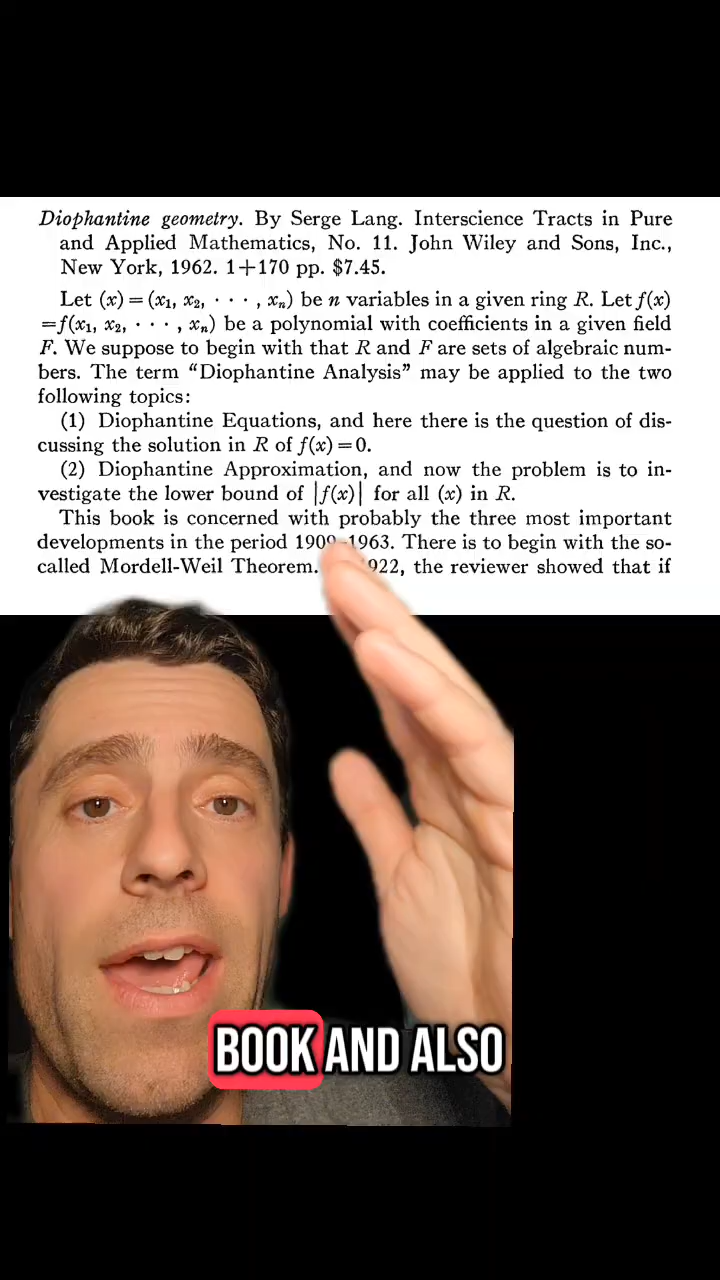 Diophantine geometry. By Serge Lang. Interscience Tracts in Pure
and Applied Mathematics, No. 11. John Wiley and Sons, Inc.,
New York, 1962. 1+170 pp. $7.45.
Let (x)=(x₁, x₂, · · · , xₙ) be n variables in a given ring R. Let f(x)
=f(x₁, x₂, · · · , xₙ) be a polynomial with coefficients in a given field
F. We suppose to begin with that R and F are sets of algebraic num-
bers. The term “Diophantine Analysis” may be applied to the two
following topics:
(1) Diophantine Equations, and here there is the question of dis-
cussing the solution in R of f(x)=0.
(2) Diophantine Approximation, and now the problem is to in-
vestigate the lower bound of |f(x)| for all (x) in R.
This book is concerned with probably the three most important
developments in the period 1909–1963. There is to begin with the so-
called Mordell-Weil Theorem. 922, the reviewer showed that if
BOOK AND ALSO